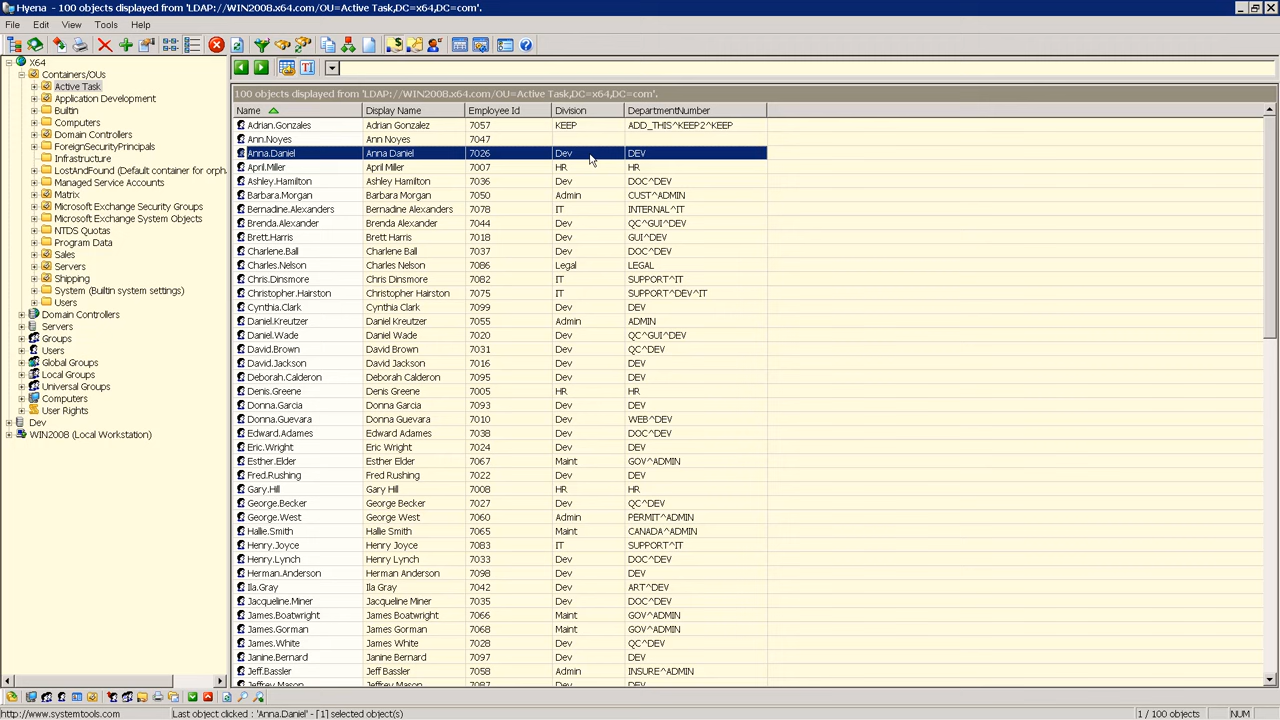 Hyena - 100 objects displayed from 'LDAP://WIN2008.x64.com/OU=Active Task,DC=x64,DC=com'.
File Edit View Tools Help
X64
Containers/OUs
Active Task
Application Development
Builtin
Computers
Domain Controllers
ForeignSecurityPrincipals
Infrastructure
LostAndFound (Default container for orph
Managed Service Accounts
Matrix
Microsoft Exchange Security Groups
Microsoft Exchange System Objects
NTDS Quotas
Program Data
Sales
Servers
Shipping
System (Builtin system settings)
Users
Domain Controllers
Servers
Groups
Users
Global Groups
Local Groups
Universal Groups
Computers
User Rights
Dev
WIN2008 (Local Workstation)
100 objects displayed from 'LDAP://WIN2008.x64.com/OU=Active Task,DC=x64,DC=com'.
Name Display Name Employee Id Division DepartmentNumber
Adrian.Gonzales Adrian Gonzalez 7057 KEEP ADD_THIS^KEEP2^KEEP
Ann.Noyes Ann Noyes 7047
Anna.Daniel Anna Daniel 7026 Dev DEV
April.Miller April Miller 7007 HR HR
Ashley.Hamilton Ashley Hamilton 7036 Dev DOC^DEV
Barbara.Morgan Barbara Morgan 7050 Admin CUST^ADMIN
Bernadine.Alexanders Bernadine Alexanders 7078 IT INTERNAL^IT
Brenda.Alexander Brenda Alexander 7044 Dev QC^GUI^DEV
Brett.Harris Brett Harris 7018 Dev GUI^DEV
Charlene.Ball Charlene Ball 7037 Dev DOC^DEV
Charles.Nelson Charles Nelson 7086 Legal LEGAL
Chris.Dinsmore Chris Dinsmore 7082 IT SUPPORT^IT
Christopher.Hairston Christopher Hairston 7075 IT SUPPORT^DEV^IT
Cynthia.Clark Cynthia Clark 7099 Dev DEV
Daniel.Kreutzer Daniel Kreutzer 7055 Admin ADMIN
Daniel.Wade Daniel Wade 7020 Dev QC^GUI^DEV
David.Brown David Brown 7031 Dev QC^DEV
David.Jackson David Jackson 7016 Dev DEV
Deborah.Calderon Deborah Calderon 7095 Dev DEV
Denis.Greene Denis Greene 7005 HR HR
Donna.Garcia Donna Garcia 7093 Dev DEV
Donna.Guevara Donna Guevara 7010 Dev WEB^DEV
Edward.Adames Edward Adames 7038 Dev DOC^DEV
Eric.Wright Eric Wright 7024 Dev DEV
Esther.Elder Esther Elder 7067 Maint GOV^ADMIN
Fred.Rushing Fred Rushing 7022 Dev DEV
Gary.Hill Gary Hill 7008 HR HR
George.Becker George Becker 7027 Dev QC^DEV
George.West George West 7060 Admin PERMIT^ADMIN
Hallie.Smith Hallie Smith 7065 Maint CANADA^ADMIN
Henry.Joyce Henry Joyce 7083 IT SUPPORT^IT
Henry.Lynch Henry Lynch 7033 Dev DOC^DEV
Herman.Anderson Herman Anderson 7098 Dev DEV
Ila.Gray Ila Gray 7042 Dev ART^DEV
Jacqueline.Miner Jacqueline Miner 7035 Dev DOC^DEV
James.Boatwright James Boatwright 7066 Maint GOV^ADMIN
James.Gorman James Gorman 7068 Maint GOV^ADMIN
James.White James White 7028 Dev QC^DEV
Janine.Bernard Janine Bernard 7097 Dev DEV
Jeff.Bassler Jeff Bassler 7058 Admin INSURE^ADMIN
Jeffrey.Mason Jeffrey Mason 7087 Dev DEV
http://www.systemtools.com Last object clicked : 'Anna.Daniel' - [1] selected object(s) 1 / 100 objects NUM